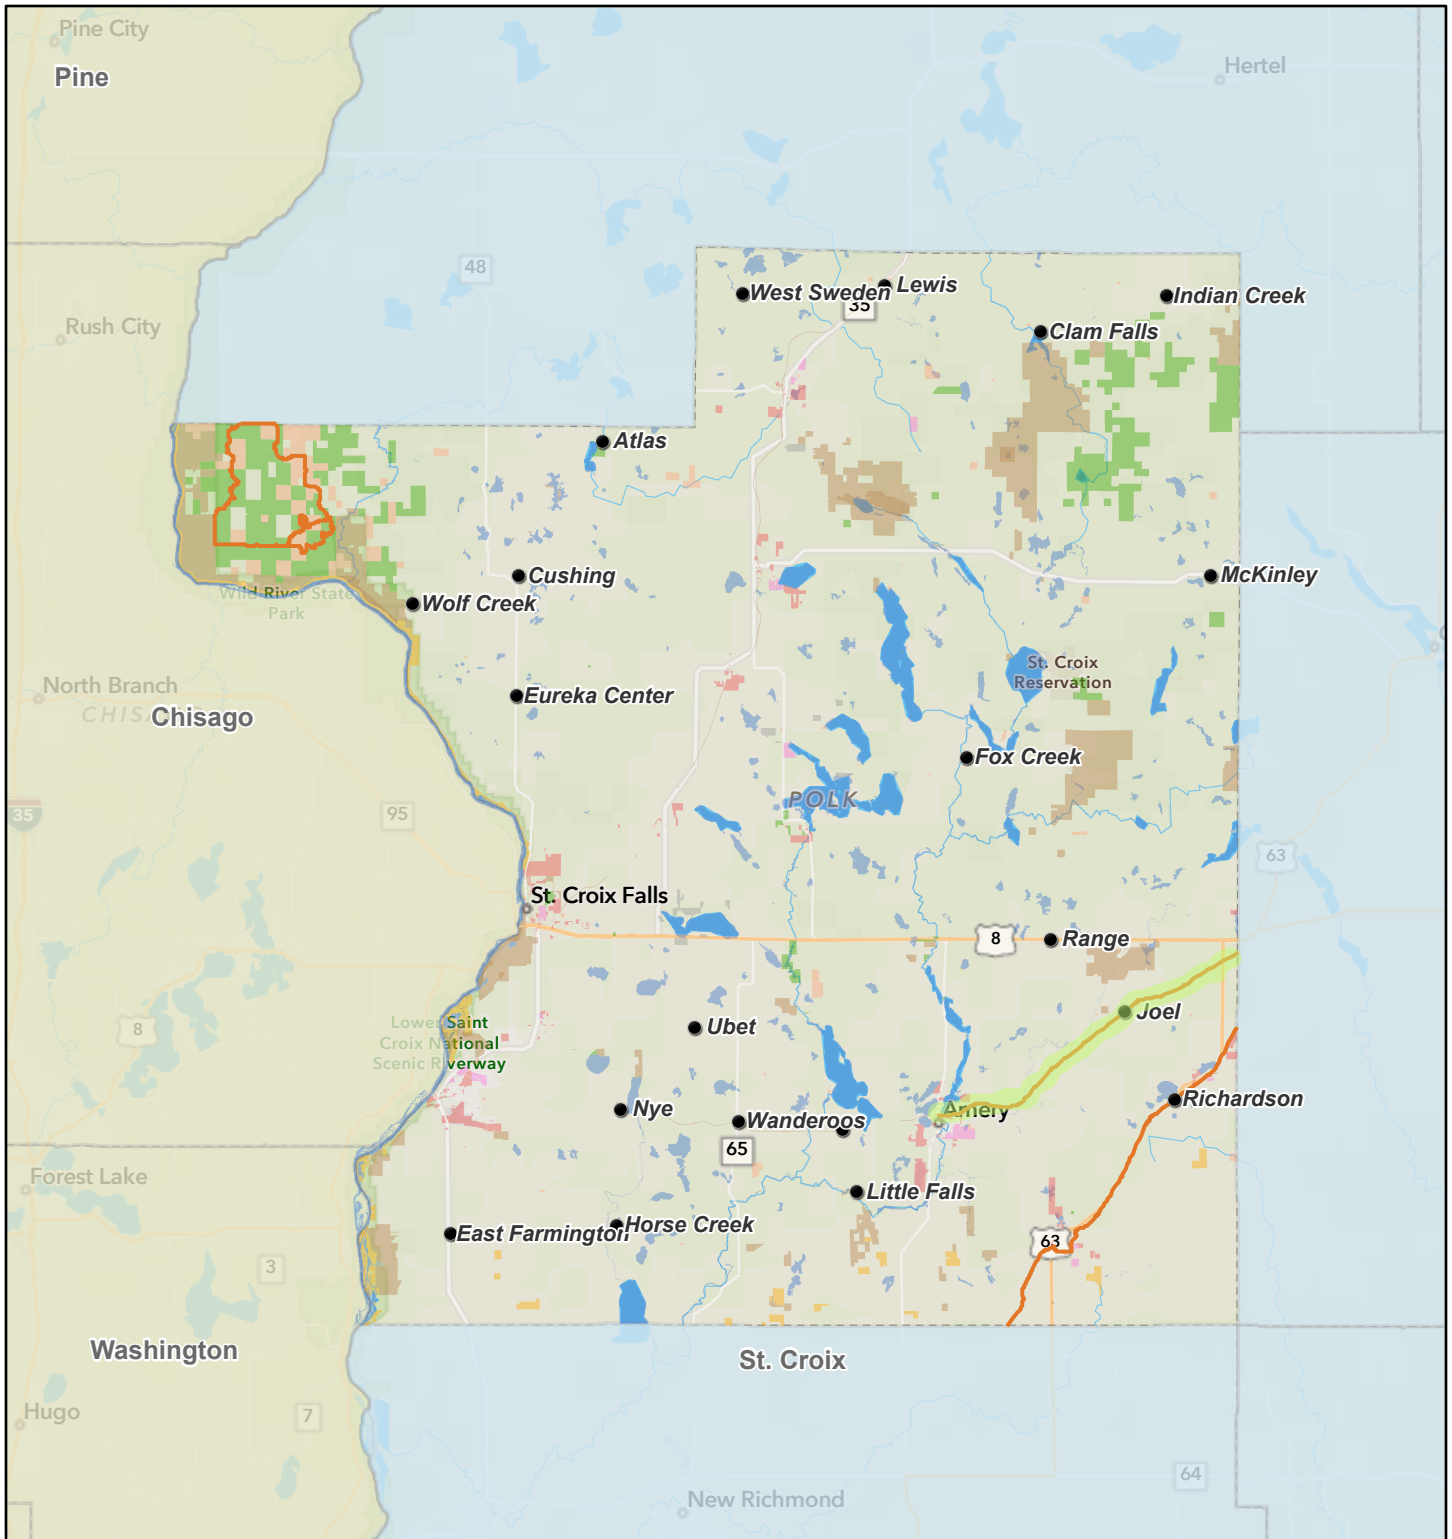 Pine City
Pine
Hertel
48
West Sweden
Lewis
35
Indian Creek
Rush City
Clam Falls
Atlas
Cushing
McKinley
Wild River State
Park
Wolf Creek
St. Croix
Reservation
North Branch
Eureka Center
Chisago
Fox Creek
POLK
35
95
63
St. Croix Falls
8
Range
Joel
Lower Saint
Croix National
Scenic Riverway
8
Ubet
Nye
Wanderoos
Amery
Richardson
65
Forest Lake
Little Falls
East Farmington
Horse Creek
63
3
Washington
St. Croix
Hugo
7
64
New Richmond